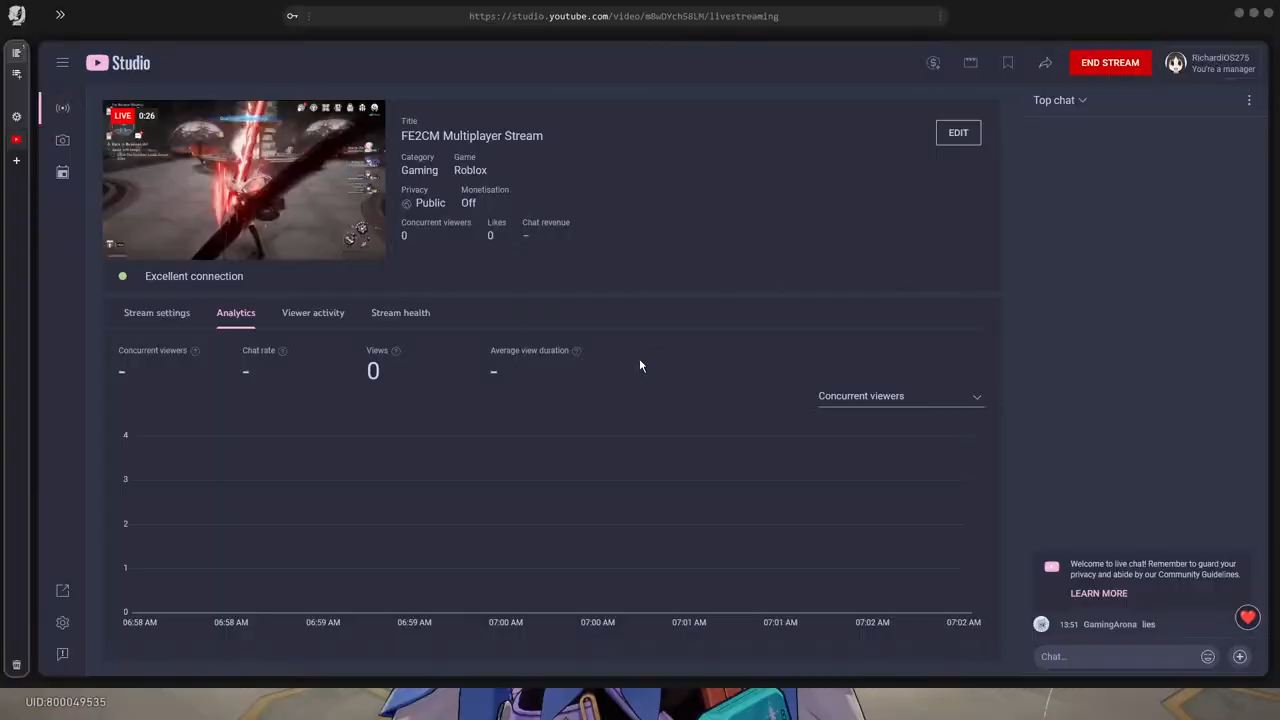 https://studio.youtube.com/video/mBwDYch58LM/livestreaming
Studio
END STREAM
RichardiOS275
You're a manager
LIVE 0:26
Title
FE2CM Multiplayer Stream
EDIT
Category Game
Gaming Roblox
Privacy Monetisation
Public Off
Concurrent viewers Likes Chat revenue
0 0 –
Excellent connection
Stream settings Analytics Viewer activity Stream health
Concurrent viewers Chat rate Views Average view duration
- - 0 -
Concurrent viewers
4
3
2
1
0
06:58 AM 06:58 AM 06:59 AM 06:59 AM 07:00 AM 07:00 AM 07:01 AM 07:01 AM 07:02 AM 07:02 AM
Top chat
Welcome to live chat! Remember to guard your
privacy and abide by our Community Guidelines.
LEARN MORE
13:51 GamingArona lies
Chat...
UID:800049535